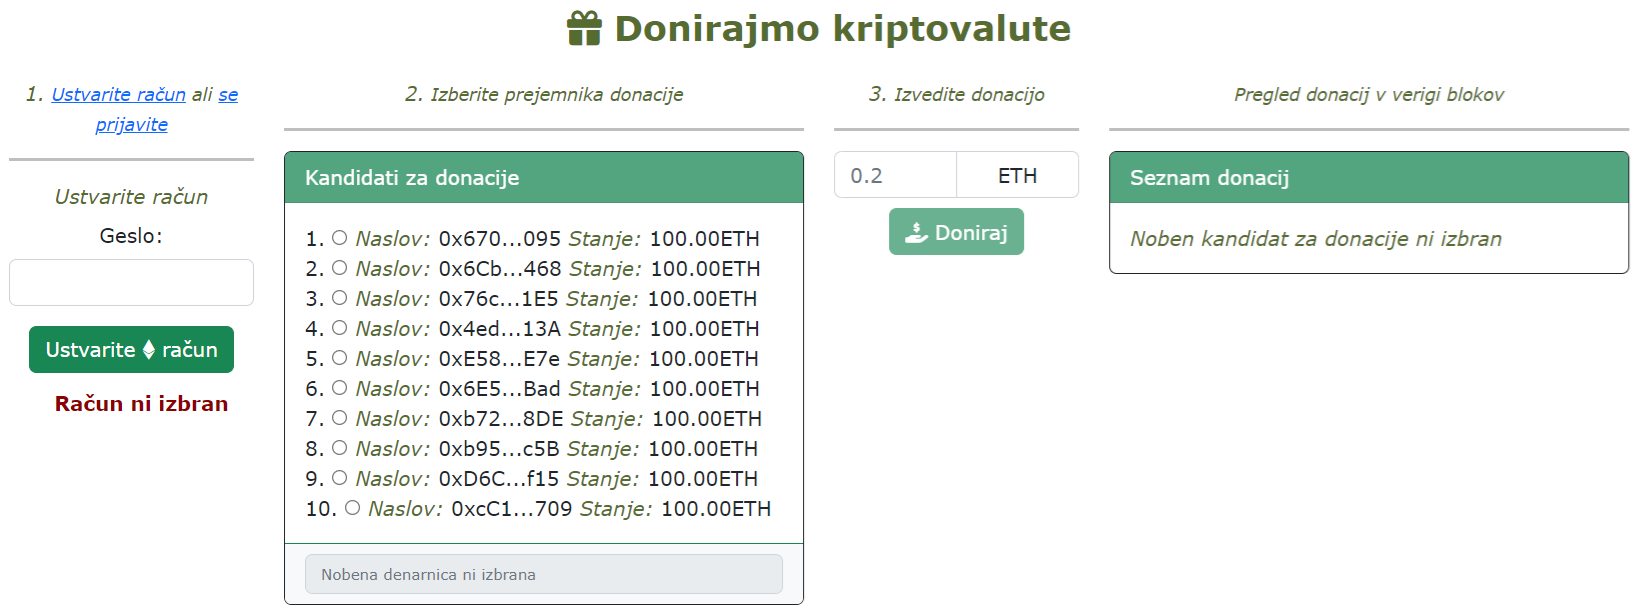 Donirajmo kriptovalute
1. Ustvarite račun ali se
prijavite
Ustvarite račun
Geslo:
Ustvarite račun
Račun ni izbran
2. Izberite prejemnika donacije
Kandidati za donacije
1. Naslov: 0x670...095 Stanje: 100.00ETH
2. Naslov: 0x6Cb...468 Stanje: 100.00ETH
3. Naslov: 0x76c...1E5 Stanje: 100.00ETH
4. Naslov: 0x4ed...13A Stanje: 100.00ETH
5. Naslov: 0xE58...E7e Stanje: 100.00ETH
6. Naslov: 0x6E5...Bad Stanje: 100.00ETH
7. Naslov: 0xb72...8DE Stanje: 100.00ETH
8. Naslov: 0xb95...c5B Stanje: 100.00ETH
9. Naslov: 0xD6C...f15 Stanje: 100.00ETH
10. Naslov: 0xcC1...709 Stanje: 100.00ETH
Nobena denarnica ni izbrana
3. Izvedite donacijo
0.2 ETH
Doniraj
Pregled donacij v verigi blokov
Seznam donacij
Noben kandidat za donacije ni izbran